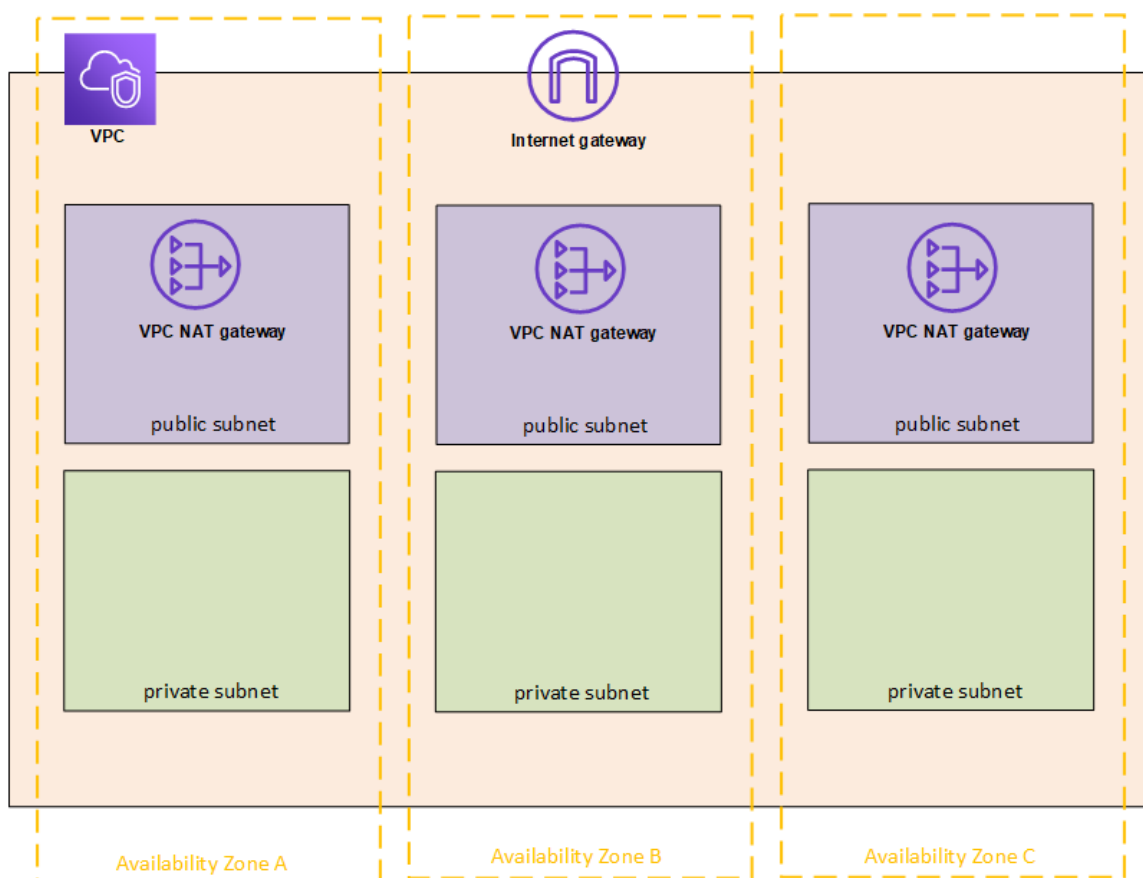 VPC
Internet gateway
VPC NAT gateway
VPC NAT gateway
VPC NAT gateway
public subnet
public subnet
public subnet
private subnet
private subnet
private subnet
Availability Zone A
Availability Zone B
Availability Zone C